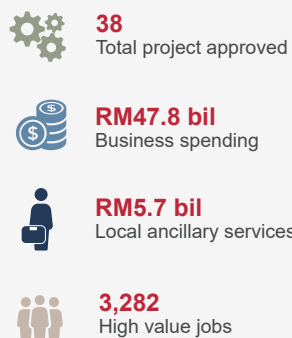 38
Total project approved
RM47.8 bil
Business spending
RM5.7 bil
Local ancillary services
3,282
High value jobs